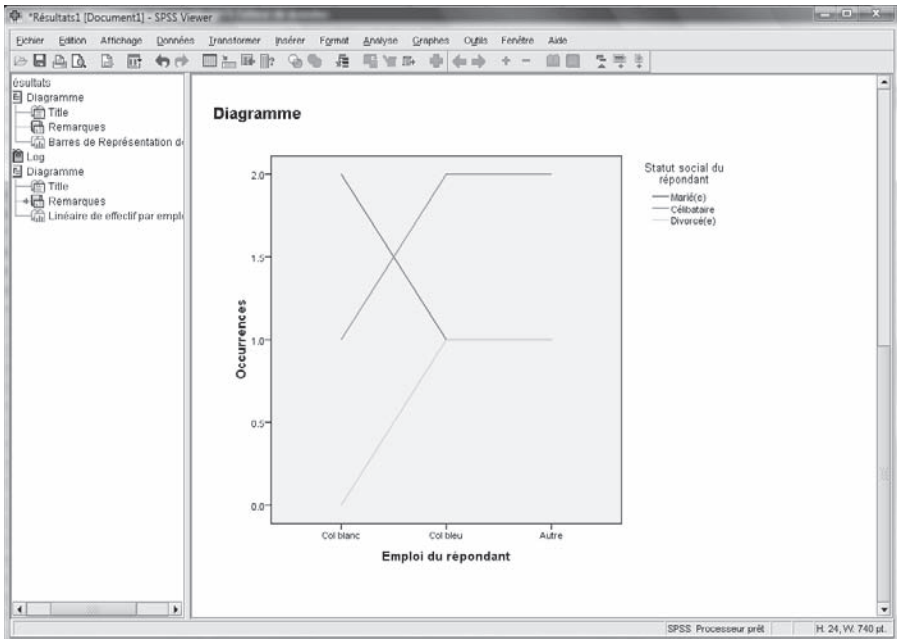 *Résultats1 [Document1] - SPSS Viewer
Fichier Edition Affichage Données Transformer Insérer Format Analyse Graphes Outils Fenêtre Aide
ésultats
Diagramme
Title
Remarques
Barres de Représentation de
Log
Diagramme
Title
Remarques
Linéaire de effectif par empl
Diagramme
Statut social du
répondant
Marié(e)
Célibataire
Divorcé(e)
2.0
1.5
1.0
0.5
0.0
Occurrences
Col blanc Col bleu Autre
Emploi du répondant
SPSS Processeur prêt H: 24, W: 740 pt.